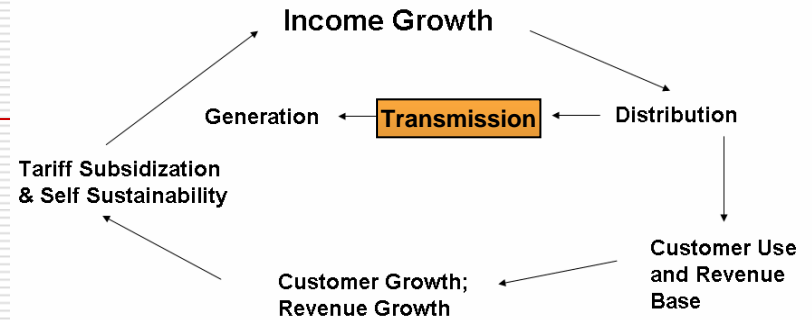 Income Growth
Generation
Transmission
Distribution
Tariff Subsidization
& Self Sustainability
Customer Use
and Revenue
Base
Customer Growth;
Revenue Growth